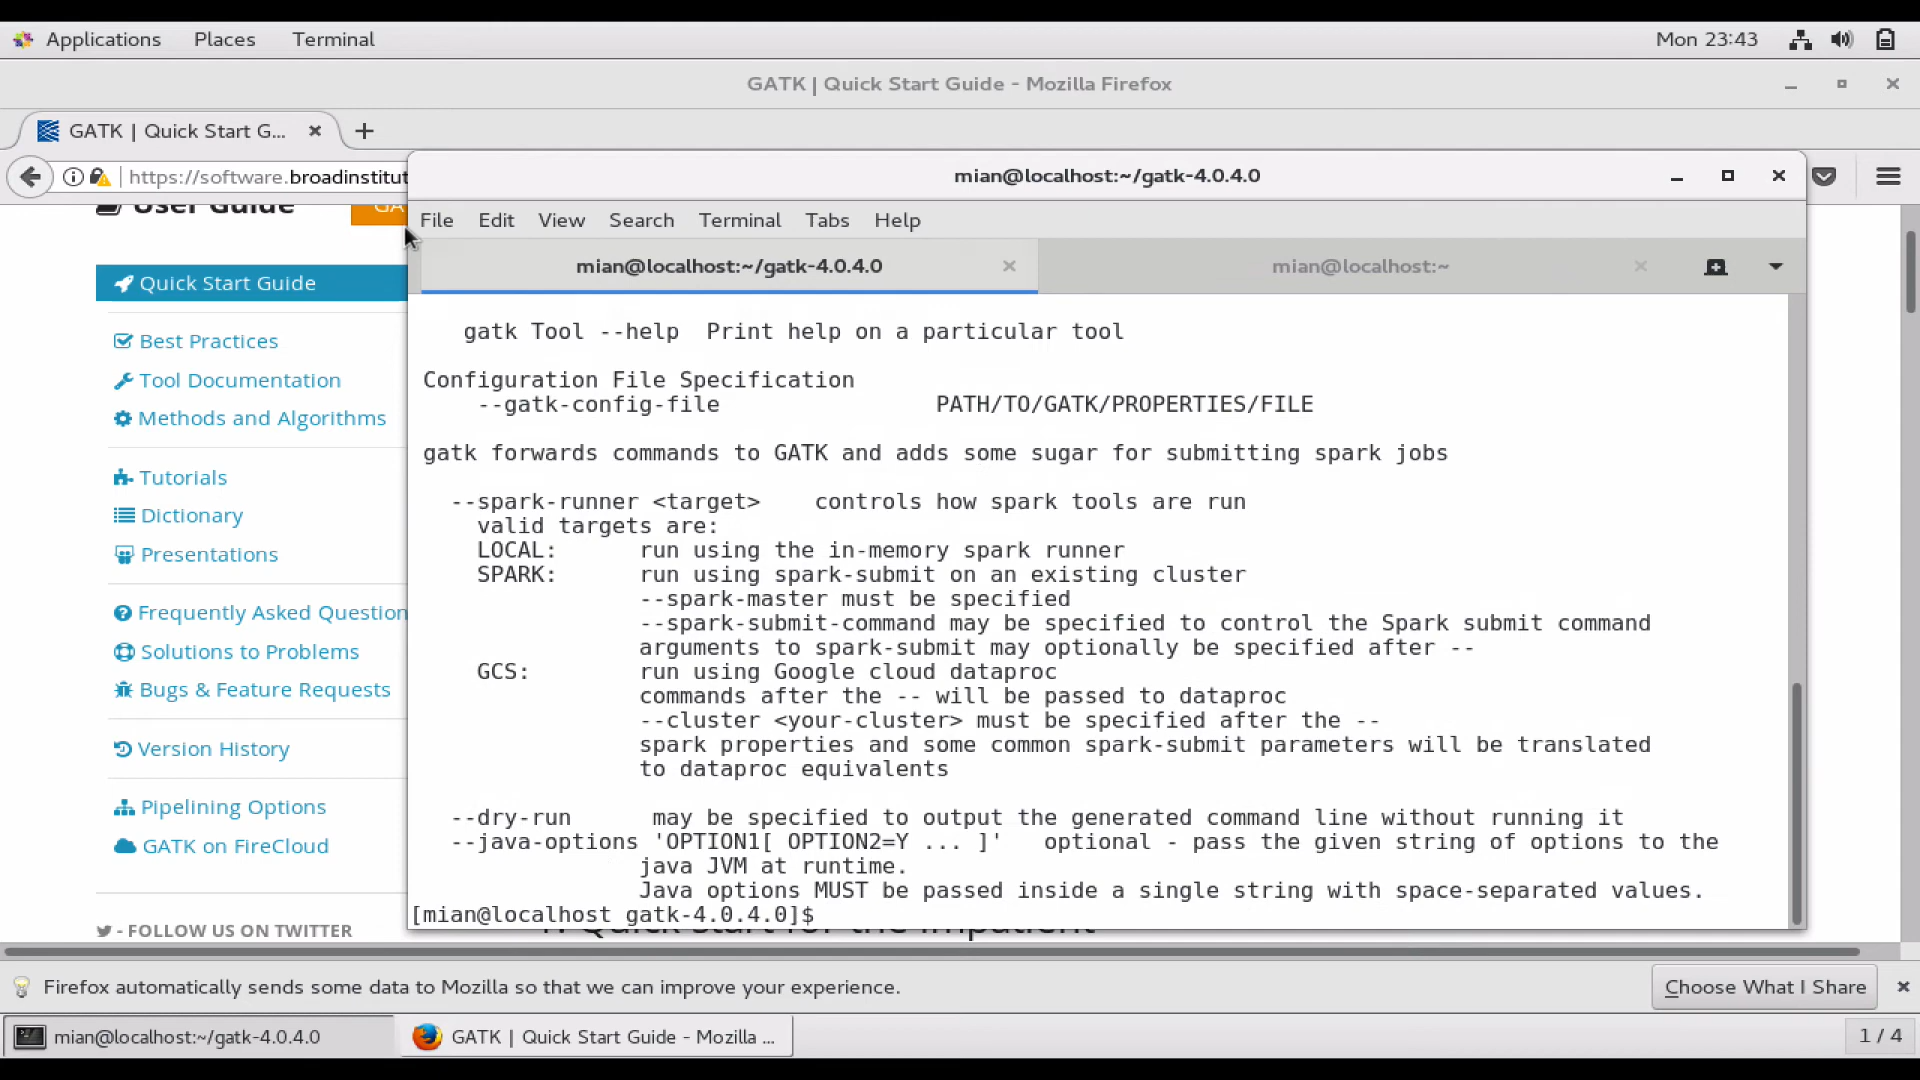 Applications Places Terminal Mon 23:43
GATK | Quick Start Guide - Mozilla Firefox
GATK | Quick Start G...
https://software.broadinstitut
mian@localhost:~/gatk-4.0.4.0
User Guide GA
File Edit View Search Terminal Tabs Help
mian@localhost:~/gatk-4.0.4.0 mian@localhost:~
Quick Start Guide
Best Practices
Tool Documentation
Methods and Algorithms
Tutorials
Dictionary
Presentations
Frequently Asked Question
Solutions to Problems
Bugs & Feature Requests
Version History
Pipelining Options
GATK on FireCloud
- FOLLOW US ON TWITTER
gatk Tool --help Print help on a particular tool
Configuration File Specification
--gatk-config-file PATH/TO/GATK/PROPERTIES/FILE
gatk forwards commands to GATK and adds some sugar for submitting spark jobs
--spark-runner <target> controls how spark tools are run
valid targets are:
LOCAL: run using the in-memory spark runner
SPARK: run using spark-submit on an existing cluster
--spark-master must be specified
--spark-submit-command may be specified to control the Spark submit command
arguments to spark-submit may optionally be specified after --
GCS: run using Google cloud dataproc
commands after the -- will be passed to dataproc
--cluster <your-cluster> must be specified after the --
spark properties and some common spark-submit parameters will be translated
to dataproc equivalents
--dry-run may be specified to output the generated command line without running it
--java-options 'OPTION1[ OPTION2=Y ... ]' optional - pass the given string of options to the
java JVM at runtime.
Java options MUST be passed inside a single string with space-separated values.
[mian@localhost gatk-4.0.4.0]$
1. Quick start for the impatient
Firefox automatically sends some data to Mozilla so that we can improve your experience. Choose What I Share
mian@localhost:~/gatk-4.0.4.0 GATK | Quick Start Guide - Mozilla ... 1 / 4